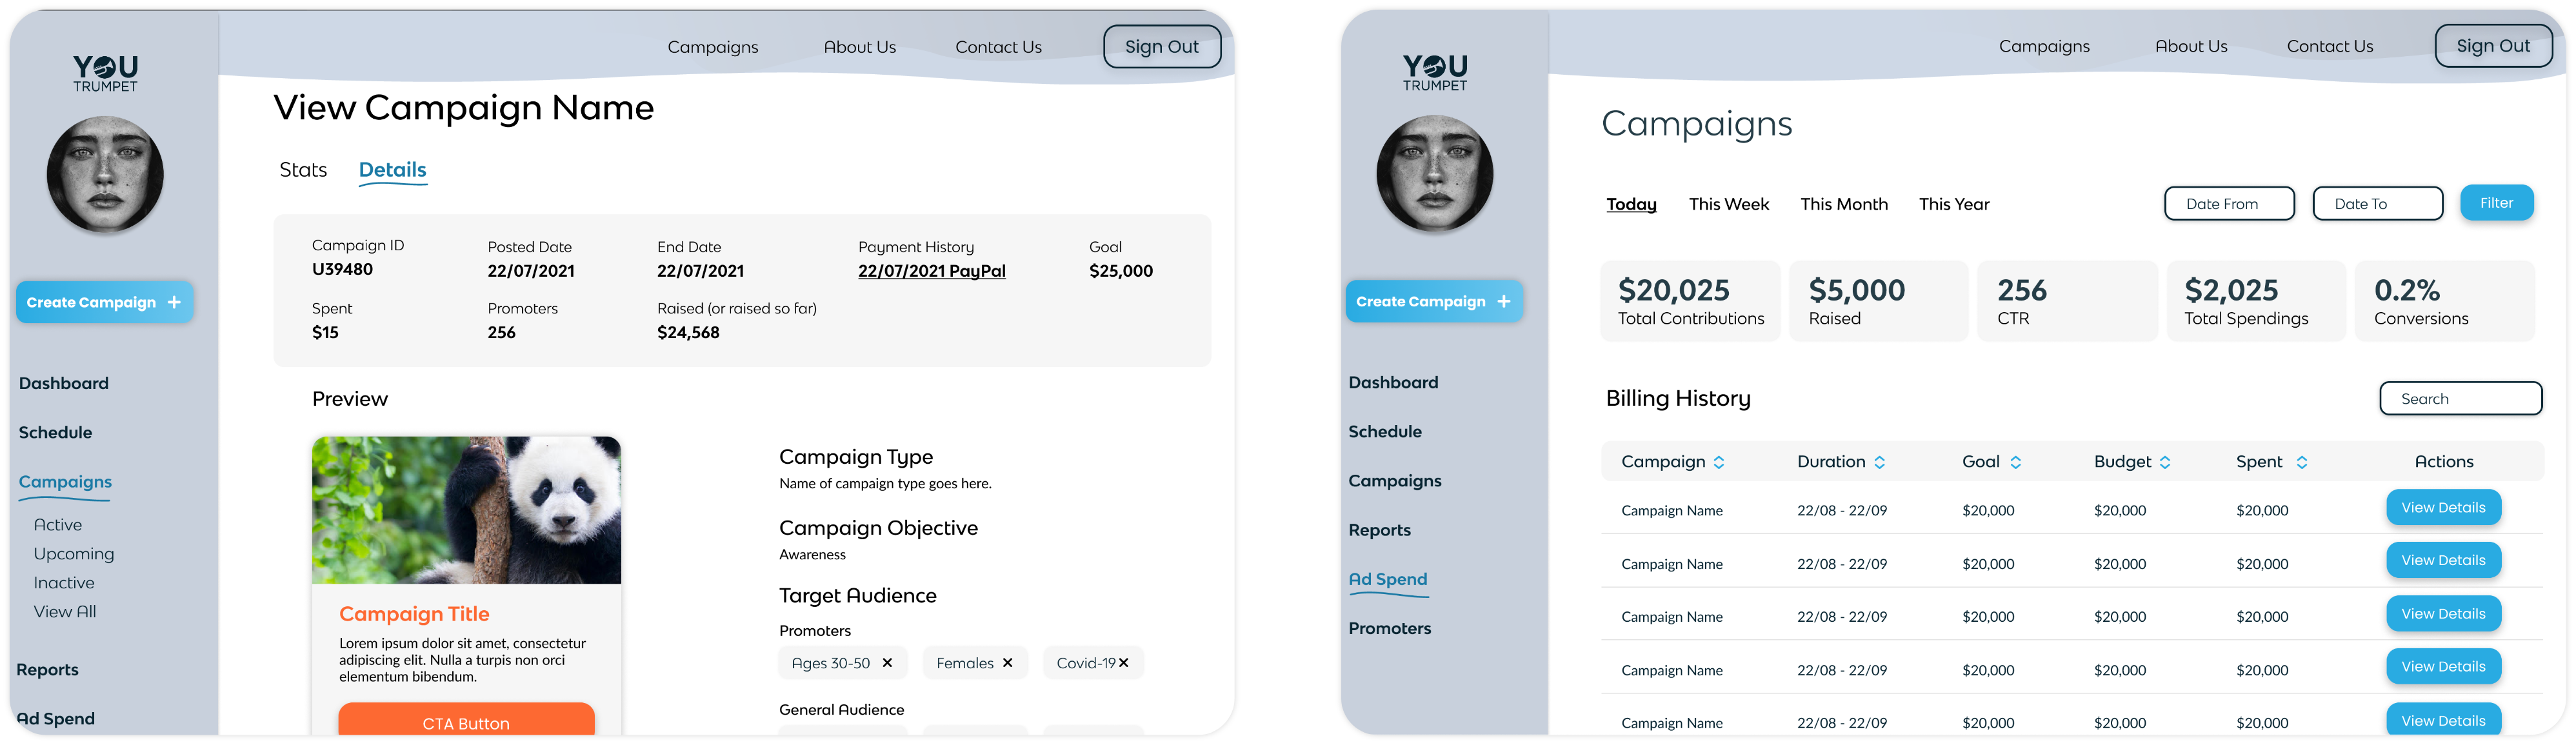 YOU
TRUMPET
Create Campaign +
Dashboard
Schedule
Campaigns
Active
Upcoming
Inactive
View All
Reports
Ad Spend
Campaigns About Us Contact Us Sign Out
View Campaign Name
Stats Details
Campaign ID Posted Date End Date Payment History Goal
U39480 22/07/2021 22/07/2021 22/07/2021 PayPal $25,000
Spent Promoters Raised (or raised so far)
$15 256 $24,568
Preview
Campaign Title
Lorem ipsum dolor sit amet, consectetur
adipiscing elit. Nulla a turpis non orci
elementum bibendum.
CTA Button
Campaign Type
Name of campaign type goes here.
Campaign Objective
Awareness
Target Audience
Promoters
Ages 30-50 × Females × Covid-19 ×
General Audience
YOU
TRUMPET
Create Campaign +
Dashboard
Schedule
Campaigns
Reports
Ad Spend
Promoters
Campaigns About Us Contact Us Sign Out
Campaigns
Today This Week This Month This Year Date From Date To Filter
$20,025 $5,000 256 $2,025 0.2%
Total Contributions Raised CTR Total Spendings Conversions
Billing History Search
Campaign Duration Goal Budget Spent Actions
Campaign Name 22/08 - 22/09 $20,000 $20,000 $20,000 View Details
Campaign Name 22/08 - 22/09 $20,000 $20,000 $20,000 View Details
Campaign Name 22/08 - 22/09 $20,000 $20,000 $20,000 View Details
Campaign Name 22/08 - 22/09 $20,000 $20,000 $20,000 View Details
Campaign Name 22/08 - 22/09 $20,000 $20,000 $20,000 View Details